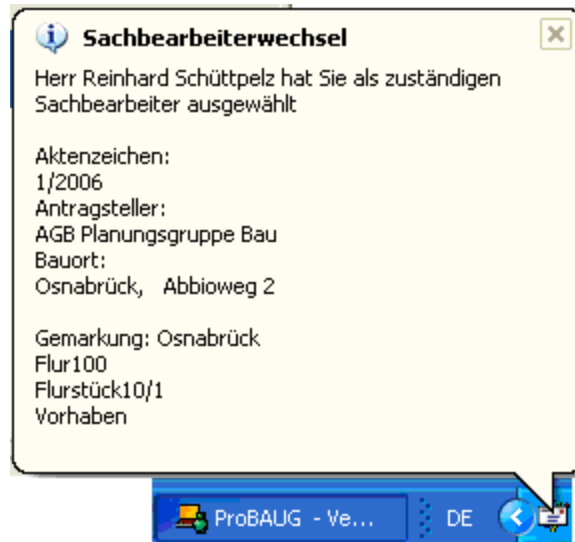 Sachbearbeiterwechsel
Herr Reinhard Schüttpelz hat Sie als zuständigen
Sachbearbeiter ausgewählt
Aktenzeichen:
1/2006
Antragsteller:
AGB Planungsgruppe Bau
Bauort:
Osnabrück, Abbioweg 2
Gemarkung: Osnabrück
Flur100
Flurstück10/1
Vorhaben
ProBAUG - Ve...
DE